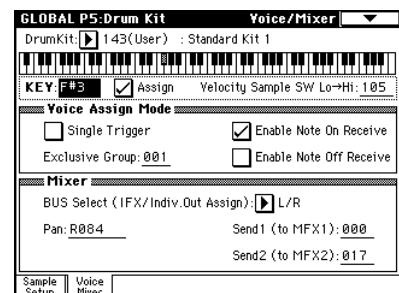 GLOBAL P5:Drum Kit Voice/Mixer
DrumKit: 143(User) : Standard Kit 1
KEY: F#3 Assign Velocity Sample SW Lo→Hi: 105
Voice Assign Mode
Single Trigger Enable Note On Receive
Exclusive Group: 001 Enable Note Off Receive
Mixer
BUS Select (IFX/Indiv.Out Assign): L/R
Pan: R084 Send1 (to MFX1): 000
Send2 (to MFX2): 017
Sample Setup Voice Mixer